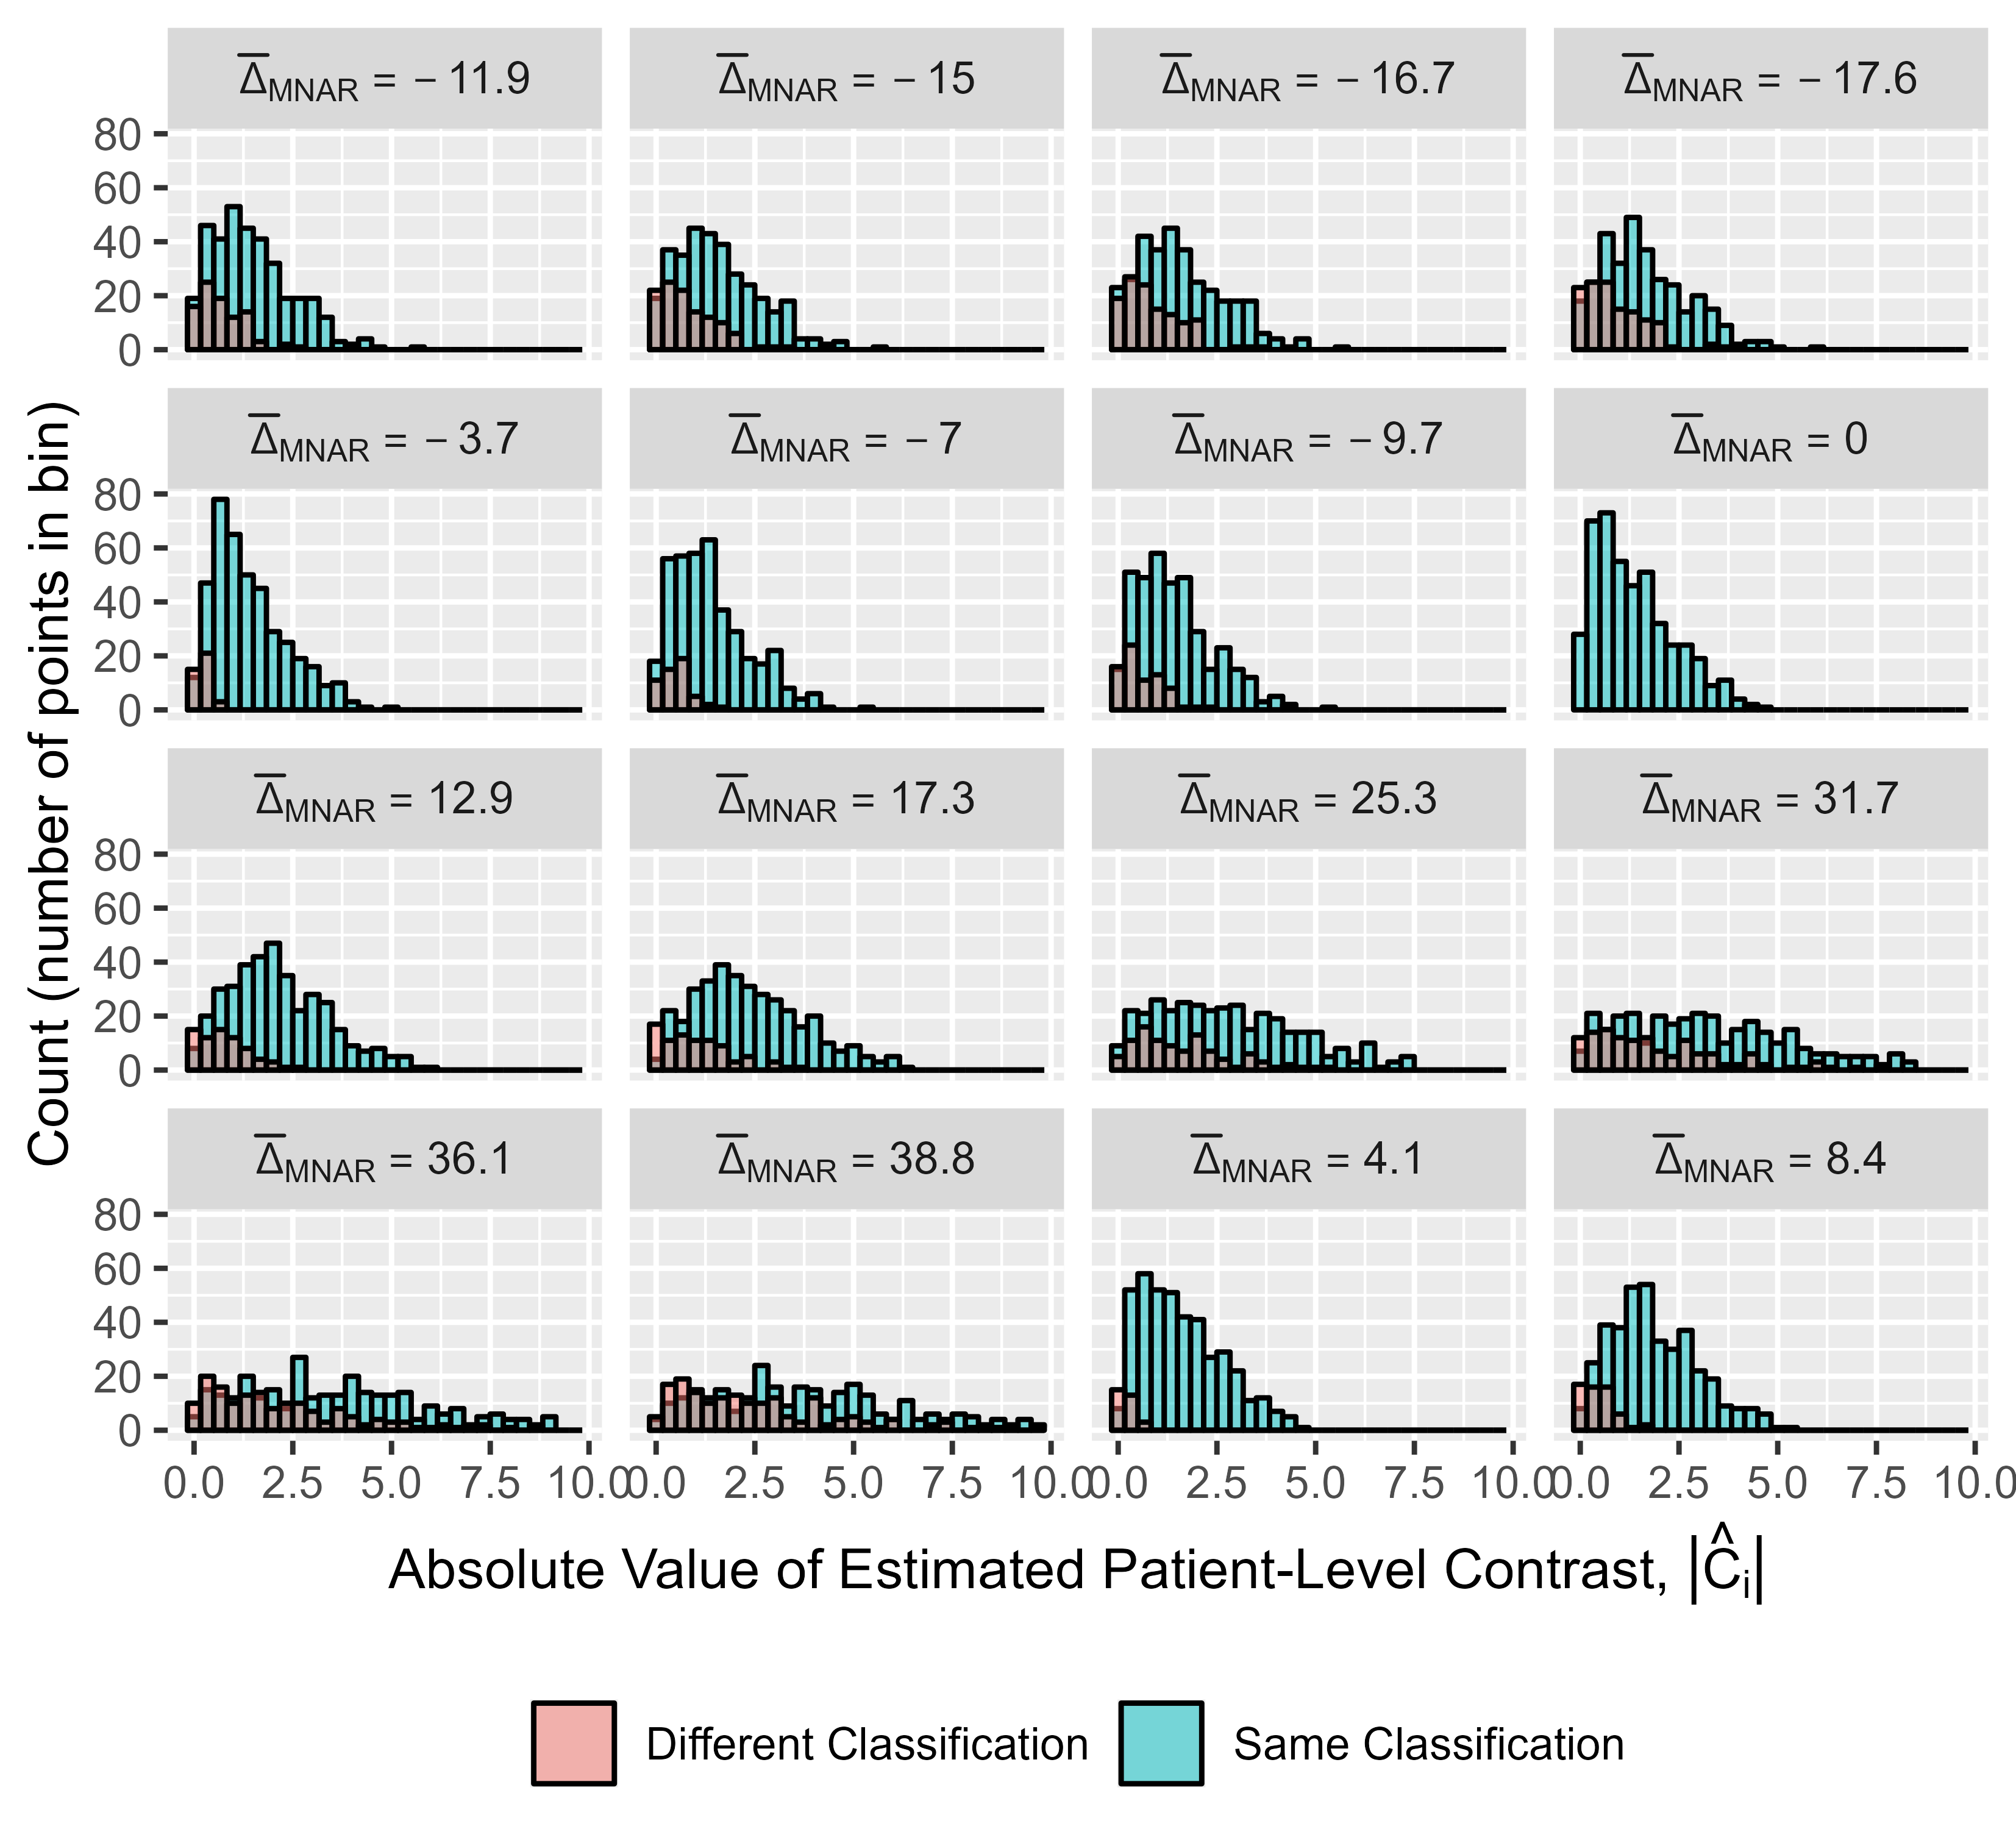 Δ̅MNAR = − 11.9 Δ̅MNAR = − 15 Δ̅MNAR = − 16.7 Δ̅MNAR = − 17.6
80
60
40
20
0
Δ̅MNAR = − 3.7 Δ̅MNAR = − 7 Δ̅MNAR = − 9.7 Δ̅MNAR = 0
80
60
40
20
0
Δ̅MNAR = 12.9 Δ̅MNAR = 17.3 Δ̅MNAR = 25.3 Δ̅MNAR = 31.7
80
60
40
20
0
Δ̅MNAR = 36.1 Δ̅MNAR = 38.8 Δ̅MNAR = 4.1 Δ̅MNAR = 8.4
80
60
40
20
0
0.0 2.5 5.0 7.5 10.0 0.0 2.5 5.0 7.5 10.0 0.0 2.5 5.0 7.5 10.0 0.0 2.5 5.0 7.5 10.0
Count (number of points in bin)
Absolute Value of Estimated Patient-Level Contrast, |Ĉi|
Different Classification Same Classification